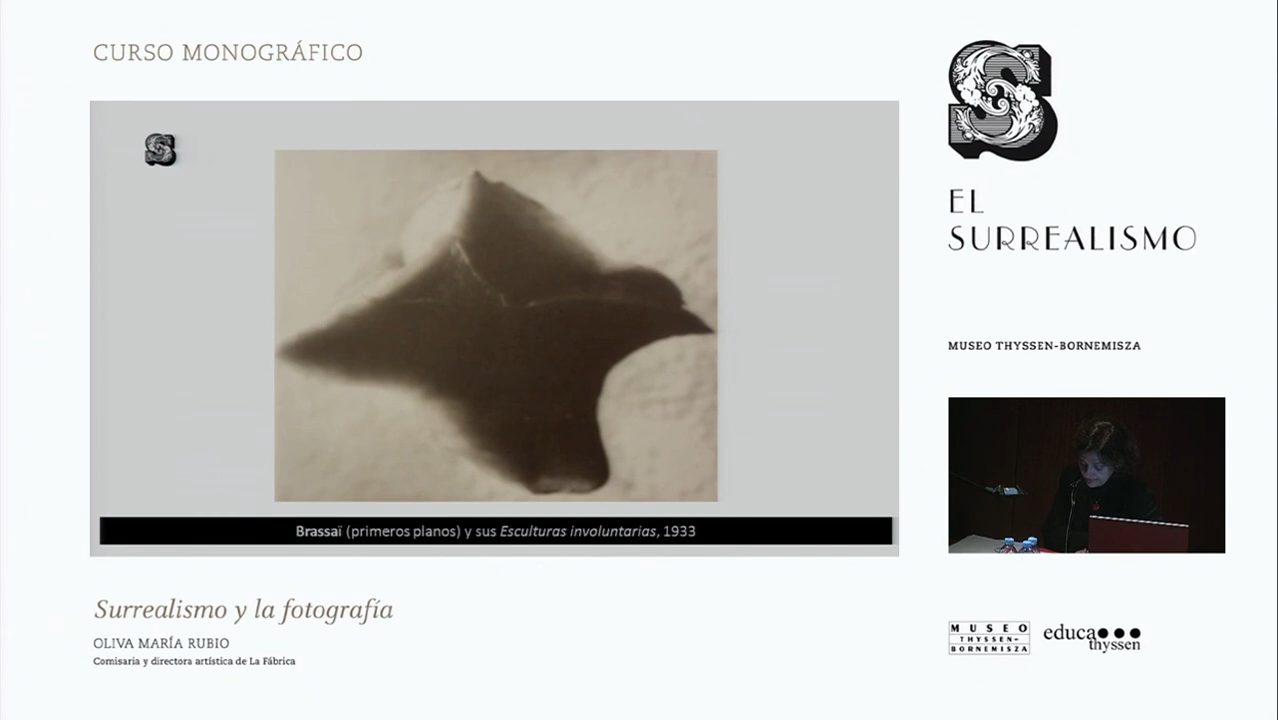 CURSO MONOGRÁFICO
S
Brassaï (primeros planos) y sus Esculturas involuntarias, 1933
Surrealismo y la fotografía
OLIVA MARÍA RUBIO
Comisaria y directora artística de La Fábrica
S
EL
SURREALISMO
MUSEO THYSSEN-BORNEMISZA
MUSEO
THYSSEN-
BORNEMISZA
educa
thyssen